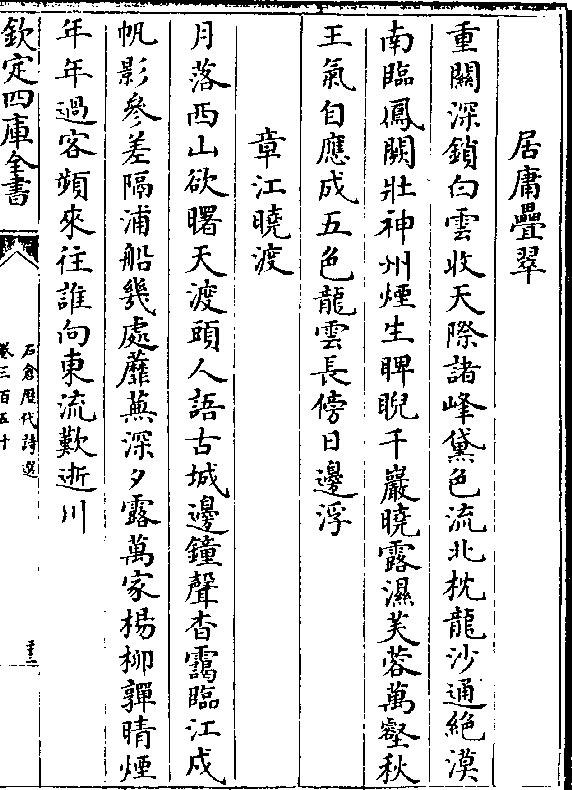 居庸疊翠
重關深鎖白雲收天際諸峰黛色流北枕龍沙通絶漠
南臨鳳闕壯神州煙生睥睨千巖曉露濕芙蓉萬壑秋
王氣自應成五色龍雲長傍日邊浮
章江曉渡
月落西山欲曙天渡頭人語古城邊鐘聲杳靄臨江戍
帆影參差隔浦船幾處蘼蕪深夕露萬家楊柳嚲晴煙
年年過客頻來往誰向東流歎逝川
欽定四庫全書
石倉歷代詩選
卷三百五十